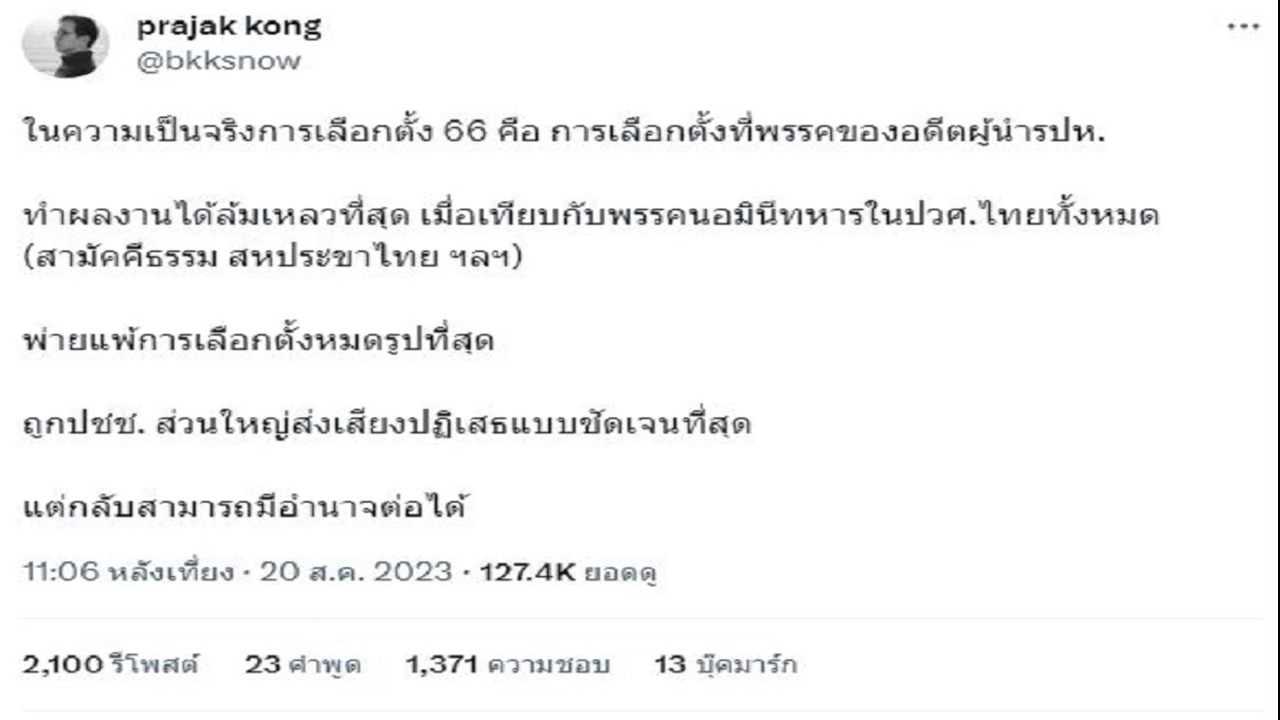 prajak kong
@bkksnow
ในความเป็นจริงการเลือกตั้ง 66 คือ การเลือกตั้งที่พรรคของอดีตผู้นำรปห.
ทำผลงานได้ล้มเหลวที่สุด เมื่อเทียบกับพรรคนอมินีทหารในปวศ.ไทยทั้งหมด
(สามัคคีธรรม สหประชาไทย ฯลฯ)
พ่ายแพ้การเลือกตั้งหมดรูปที่สุด
ถูกปชช. ส่วนใหญ่ส่งเสียงปฏิเสธแบบชัดเจนที่สุด
แต่กลับสามารถมีอำนาจต่อได้
11:06 หลังเที่ยง · 20 ส.ค. 2023 · 127.4K ยอดดู
2,100 รีโพสต์ 23 คำพูด 1,371 ความชอบ 13 บุ๊คมาร์ก